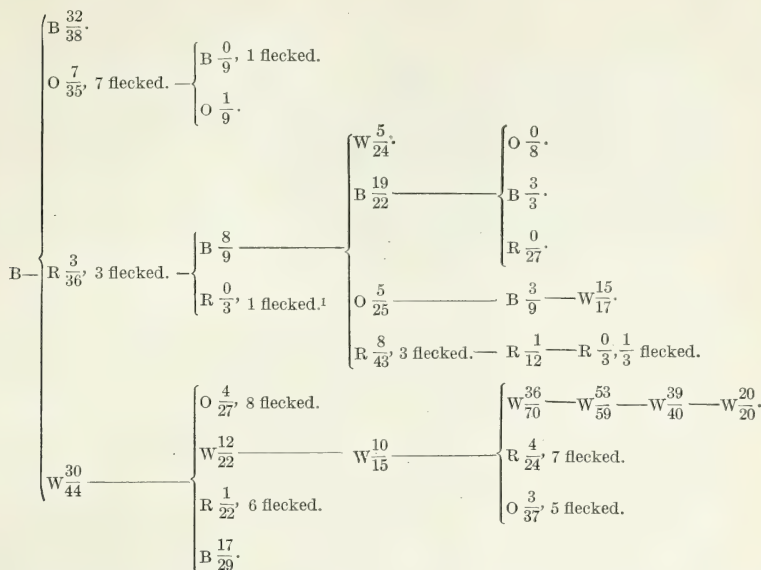 B 32/38.
O 7/35, 7 flecked. — B 0/9, 1 flecked.
O 1/9.
W 5/24.
O 0/8.
B 19/22 — B 3/3.
R 0/27.
B — R 3/36, 3 flecked. — B 8/9
R 0/3, 1 flecked.¹
O 5/25 — B 3/9 — W 15/17.
R 8/43, 3 flecked. — R 1/12 — R 0/3, 1/3 flecked.
W 30/44
O 4/27, 8 flecked.
W 12/22 — W 10/15 — W 36/70 — W 53/59 — W 39/40 — W 20/20.
R 4/24, 7 flecked.
O 3/37, 5 flecked.
R 1/22, 6 flecked.
B 17/29.